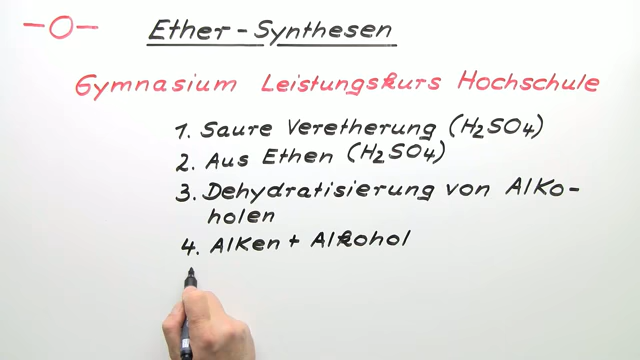 -O-
Ether-Synthesen
Gymnasium Leistungskurs Hochschule
1. Saure Veretherung (H2SO4)
2. Aus Ethen (H2SO4)
3. Dehydratisierung von Alko-
holen
4. Alken + Alkohol